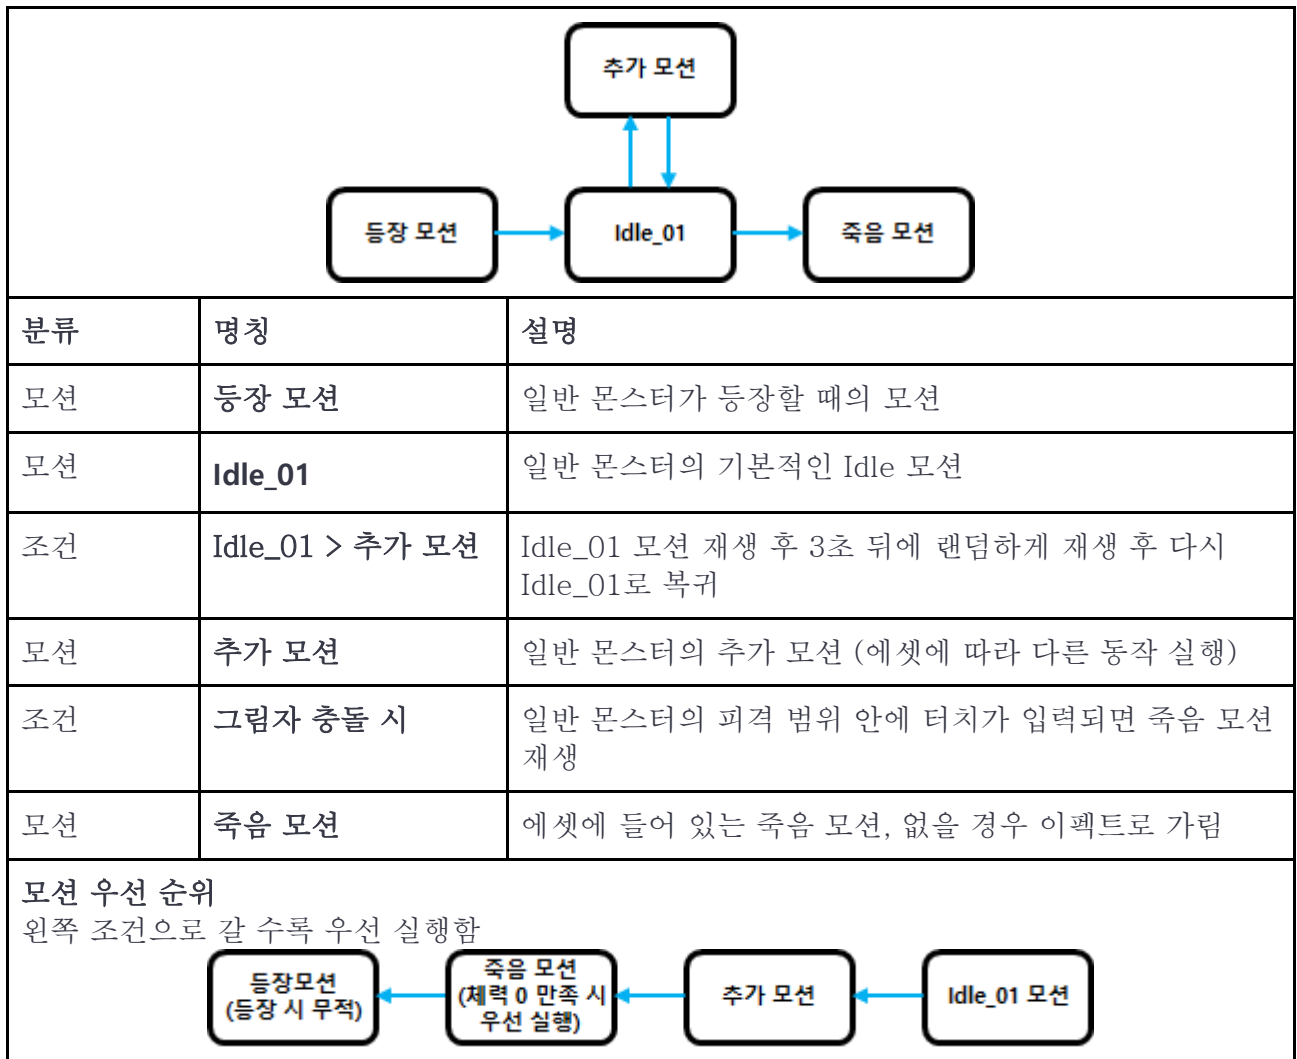 추가 모션
등장 모션
Idle_01
죽음 모션
분류 명칭 설명
모션 등장 모션 일반 몬스터가 등장할 때의 모션
모션 Idle_01 일반 몬스터의 기본적인 Idle 모션
조건 Idle_01 > 추가 모션 Idle_01 모션 재생 후 3초 뒤에 랜덤하게 재생 후 다시
Idle_01로 복귀
모션 추가 모션 일반 몬스터의 추가 모션 (에셋에 따라 다른 동작 실행)
조건 그림자 충돌 시 일반 몬스터의 피격 범위 안에 터치가 입력되면 죽음 모션
재생
모션 죽음 모션 에셋에 들어 있는 죽음 모션, 없을 경우 이펙트로 가림
모션 우선 순위
왼쪽 조건으로 갈 수록 우선 실행함
등장모션
(등장 시 무적)
죽음 모션
(체력 0 만족 시
우선 실행)
추가 모션
Idle_01 모션